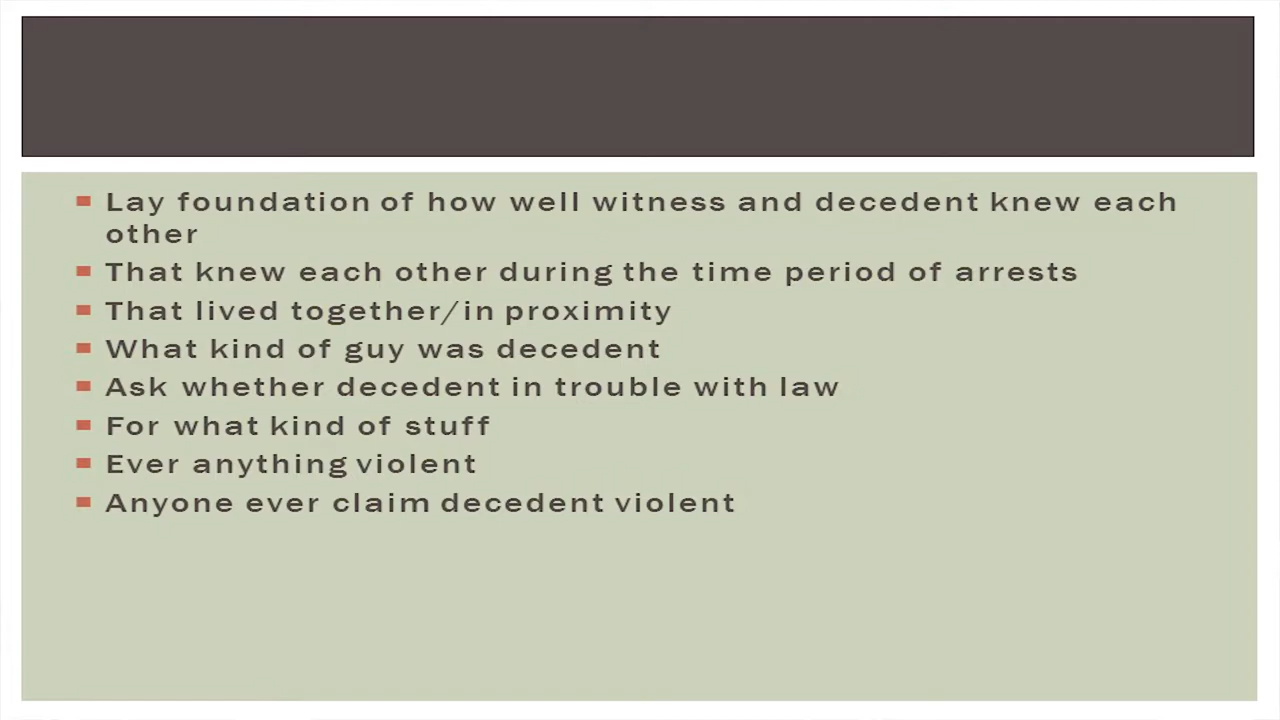 Lay foundation of how well witness and decedent knew each
other
That knew each other during the time period of arrests
That lived together/in proximity
What kind of guy was decedent
Ask whether decedent in trouble with law
For what kind of stuff
Ever anything violent
Anyone ever claim decedent violent